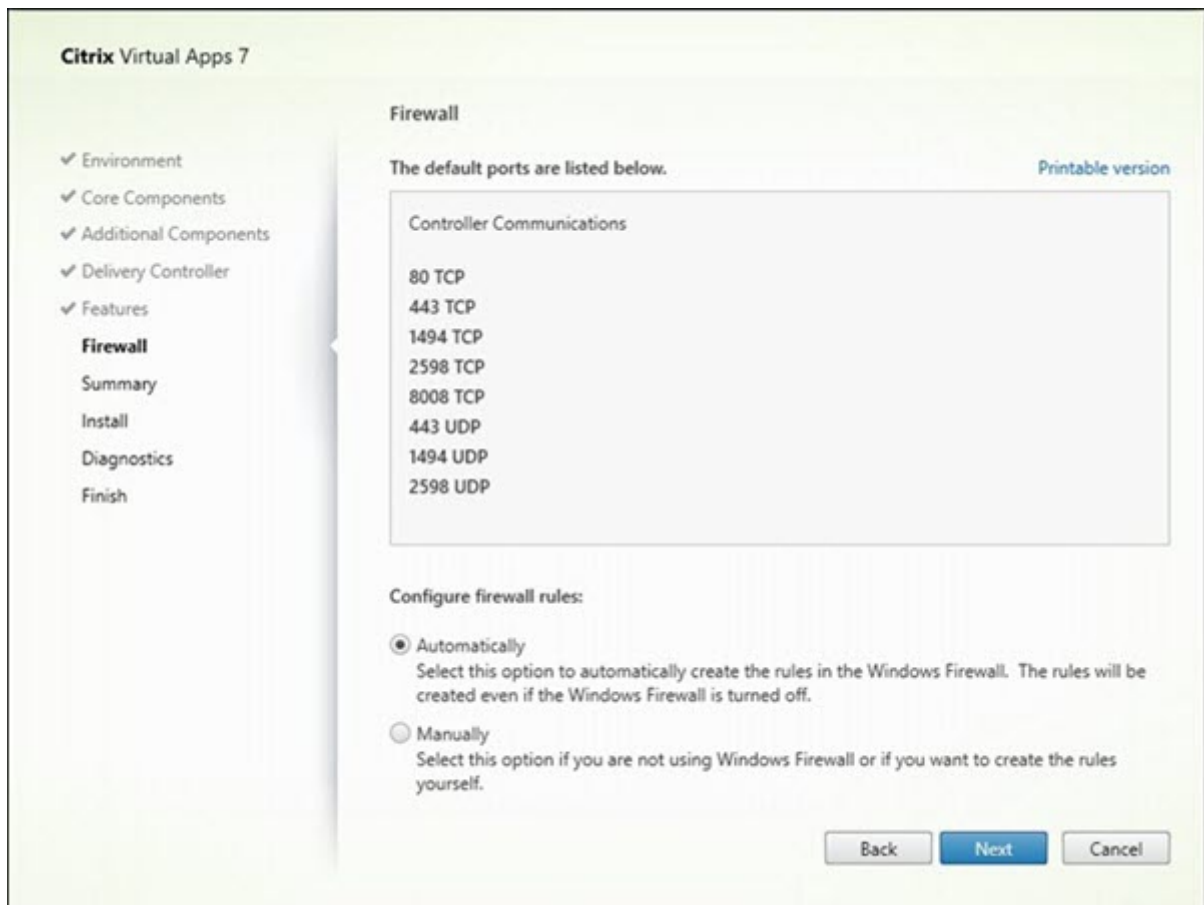 Citrix Virtual Apps 7
✔ Environment
✔ Core Components
✔ Additional Components
✔ Delivery Controller
✔ Features
Firewall
Summary
Install
Diagnostics
Finish
Firewall
The default ports are listed below.
Printable version
Controller Communications
80 TCP
443 TCP
1494 TCP
2598 TCP
8008 TCP
443 UDP
1494 UDP
2598 UDP
Configure firewall rules:
Automatically
Select this option to automatically create the rules in the Windows Firewall. The rules will be
created even if the Windows Firewall is turned off.
Manually
Select this option if you are not using Windows Firewall or if you want to create the rules
yourself.
Back
Next
Cancel